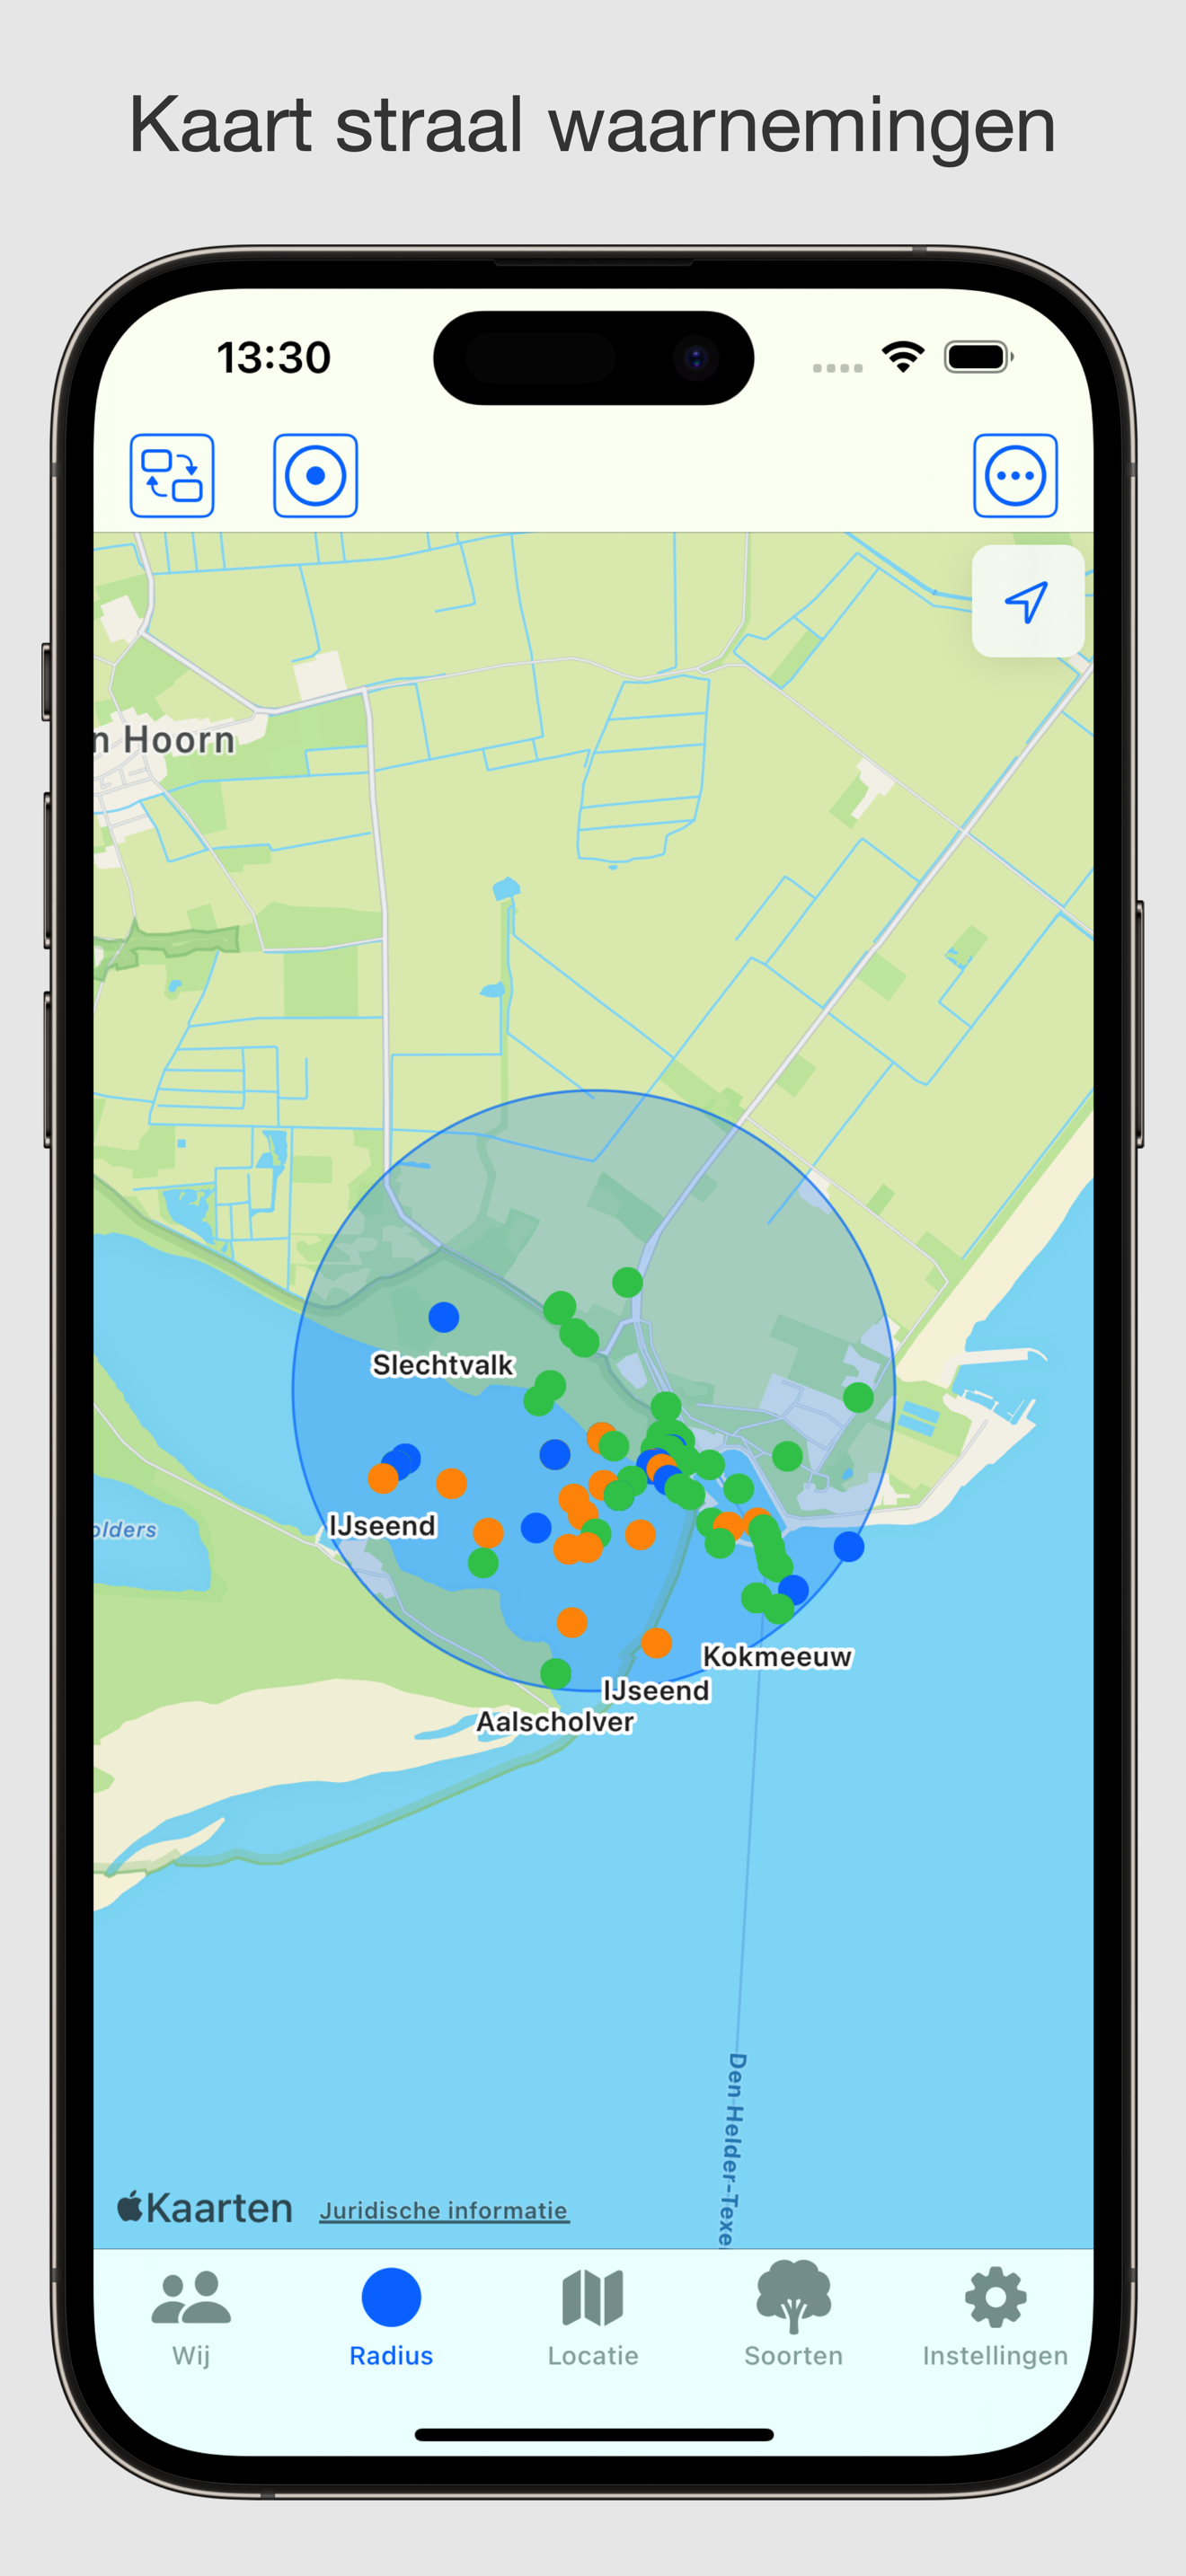 Kaart straal waarnemingen
13:30
n Hoorn
Slechtvalk
IJseend
olders
Kokmeeuw
IJseend
Aalscholver
Den Helder-Texel
Kaarten Juridische informatie
Wij Radius Locatie Soorten Instellingen